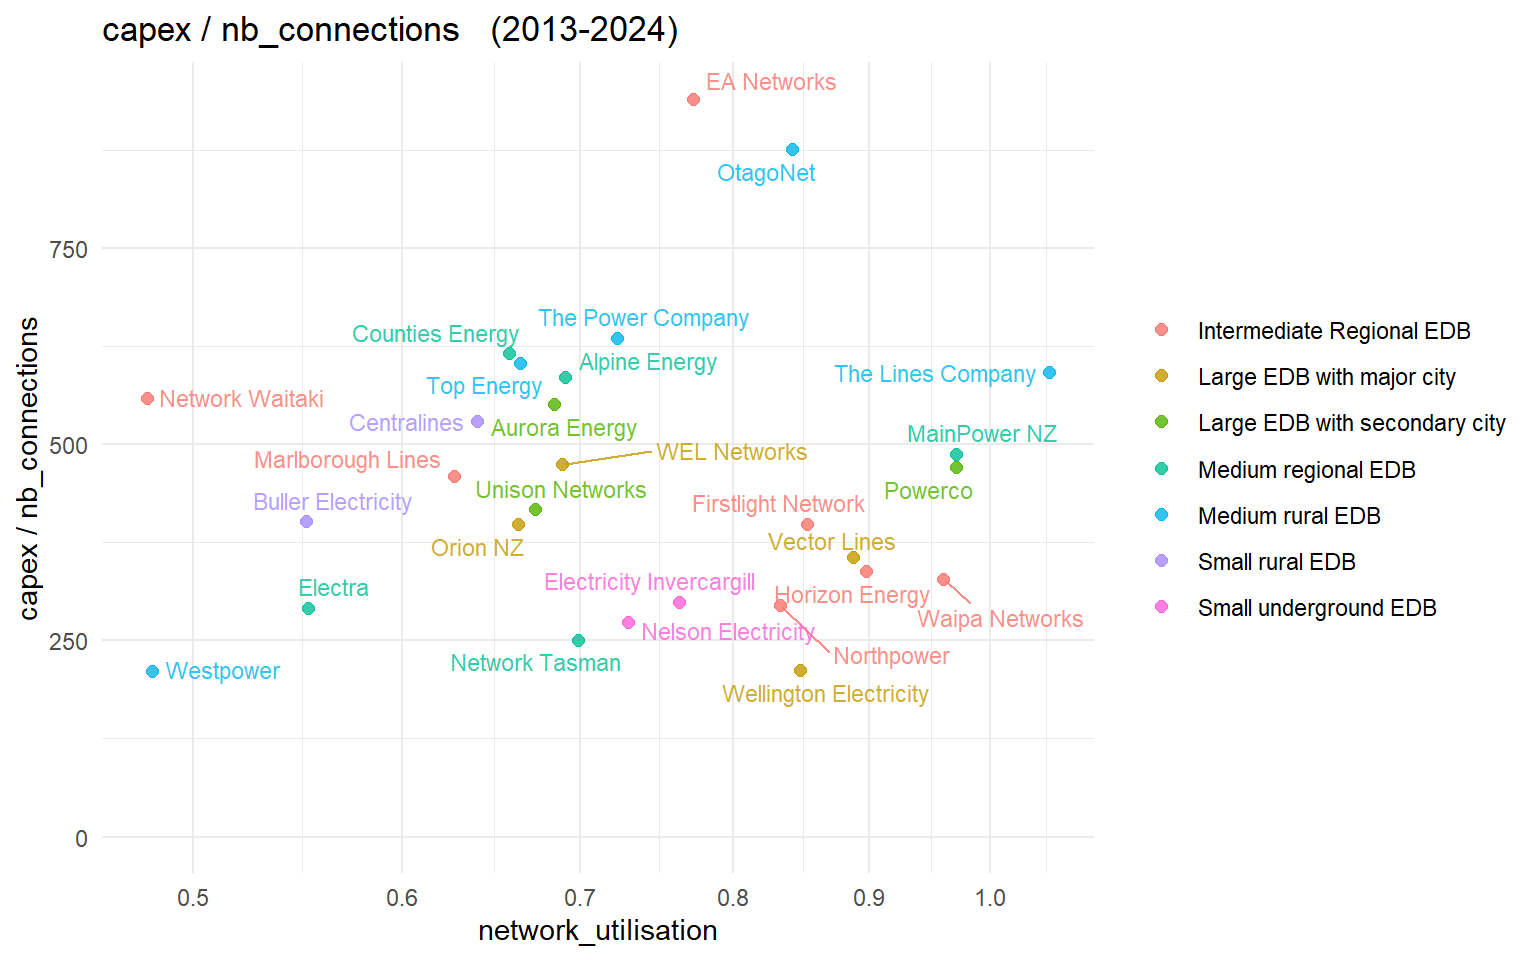 capex / nb_connections (2013-2024)
EA Networks
OtagoNet
750
The Power Company
Counties Energy
Alpine Energy
The Lines Company
Top Energy
Network Waitaki
Centralines
Aurora Energy
MainPower NZ
500
WEL Networks
Marlborough Lines
Unison Networks
Powerco
Buller Electricity
Firstlight Network
Orion NZ
Vector Lines
Electricity Invercargill
Electra
Horizon Energy
Waipa Networks
Nelson Electricity
250
Northpower
Network Tasman
Westpower
Wellington Electricity
0
capex / nb_connections
0.5 0.6 0.7 0.8 0.9 1.0
network_utilisation
Intermediate Regional EDB
Large EDB with major city
Large EDB with secondary city
Medium regional EDB
Medium rural EDB
Small rural EDB
Small underground EDB